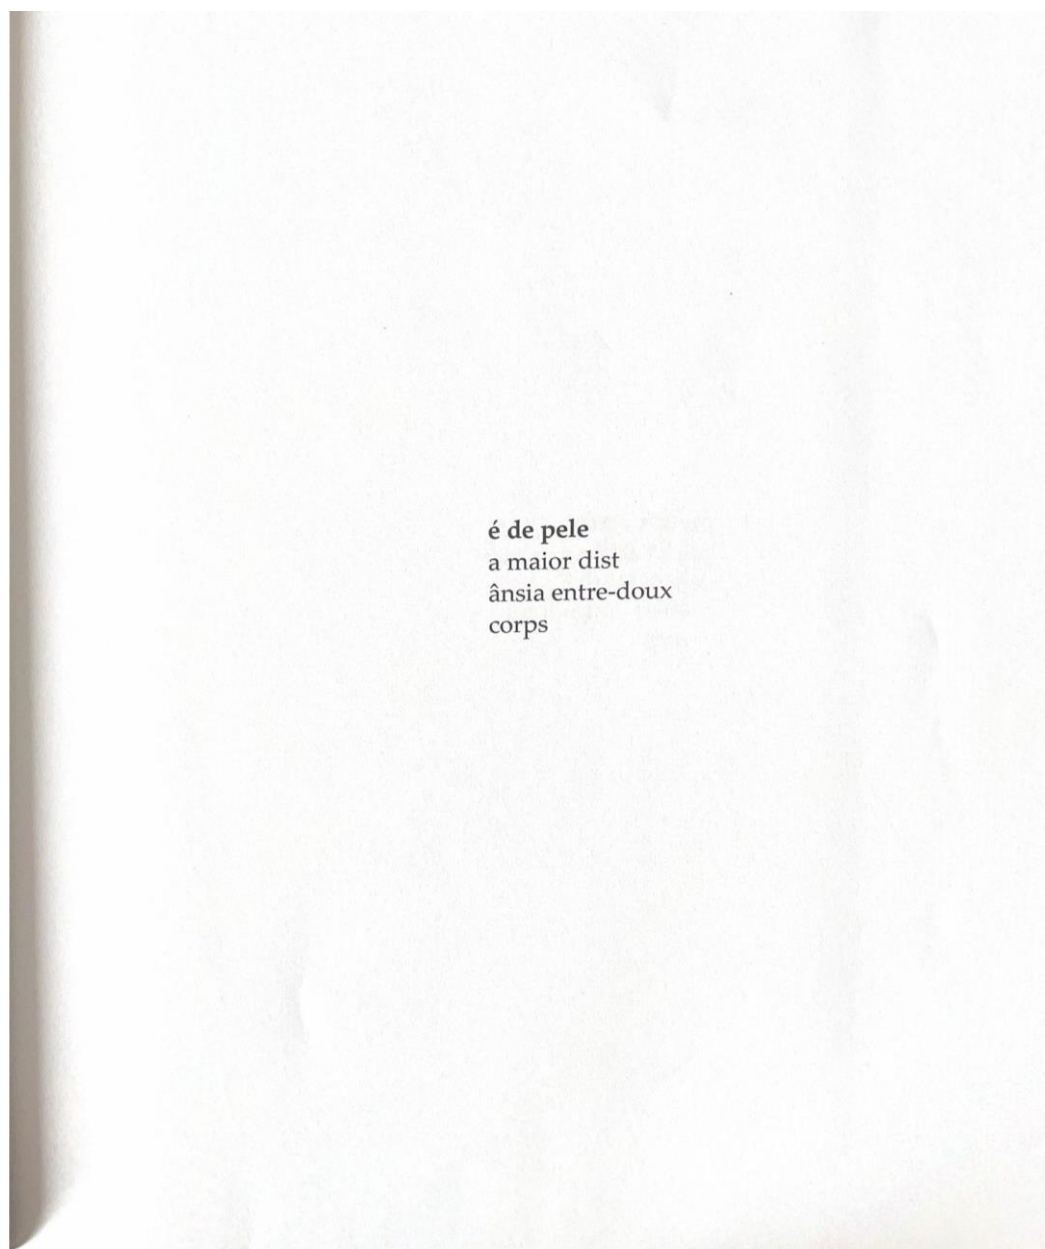 é de pele
a maior dist
ânsia entre-doux
corps